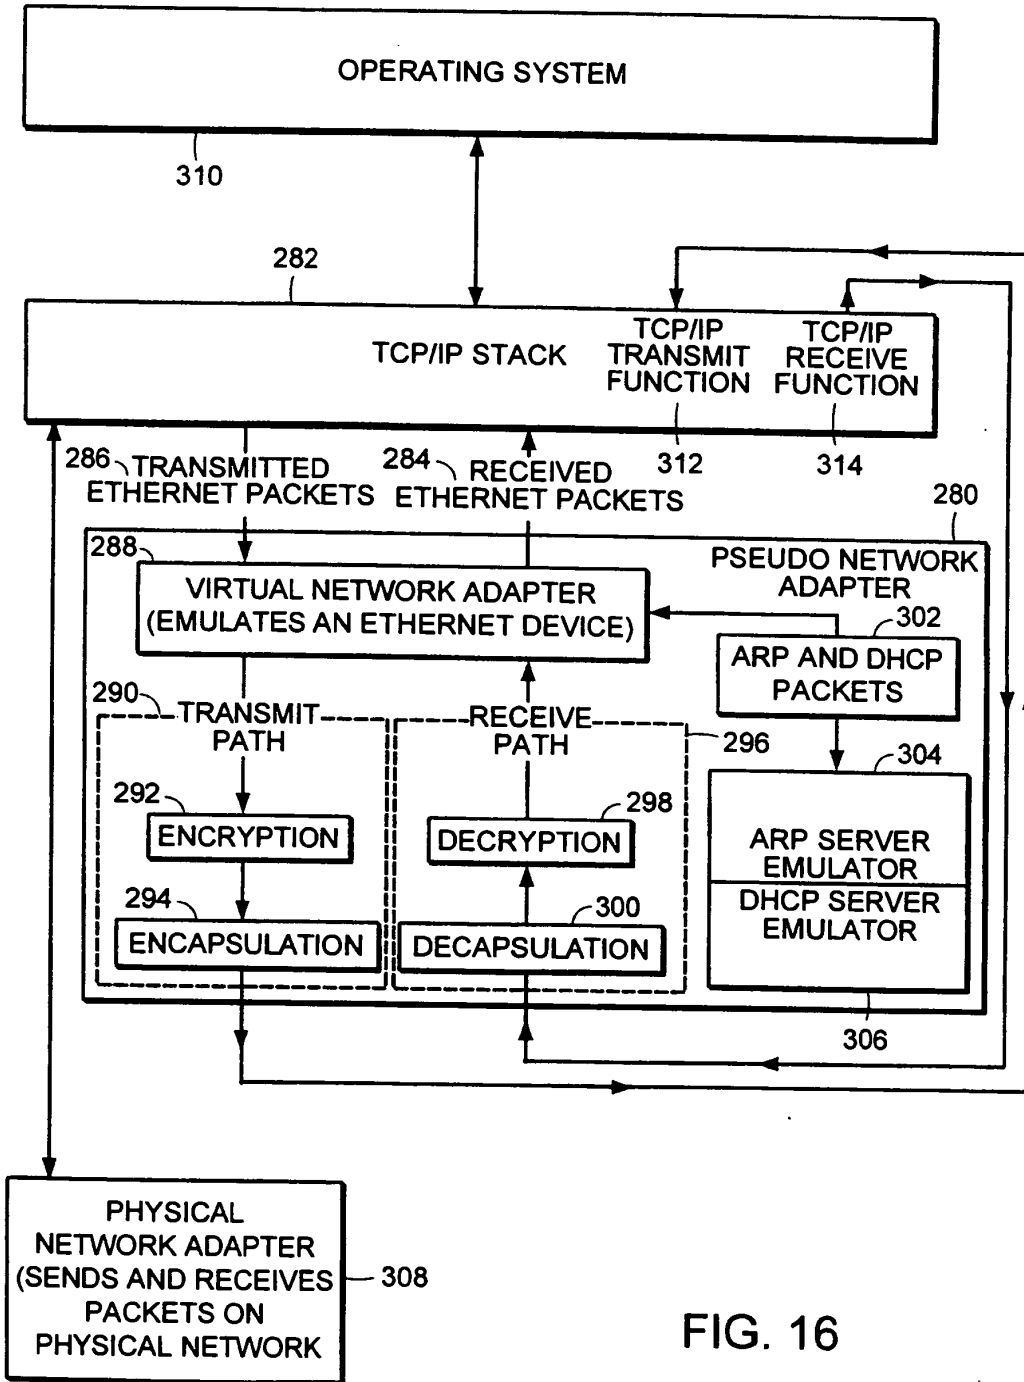 OPERATING SYSTEM
310
282
TCP/IP STACK
TCP/IP
TRANSMIT
FUNCTION
TCP/IP
RECEIVE
FUNCTION
312
314
286
TRANSMITTED
ETHERNET PACKETS
284
RECEIVED
ETHERNET PACKETS
280
288
PSEUDO NETWORK
ADAPTER
VIRTUAL NETWORK ADAPTER
(EMULATES AN ETHERNET DEVICE)
302
ARP AND DHCP
PACKETS
290
TRANSMIT
PATH
RECEIVE
PATH
296
304
292
ENCRYPTION
298
DECRYPTION
ARP SERVER
EMULATOR
DHCP SERVER
EMULATOR
294
ENCAPSULATION
300
DECAPSULATION
306
PHYSICAL
NETWORK ADAPTER
(SENDS AND RECEIVES
PACKETS ON
PHYSICAL NETWORK
308
FIG. 16